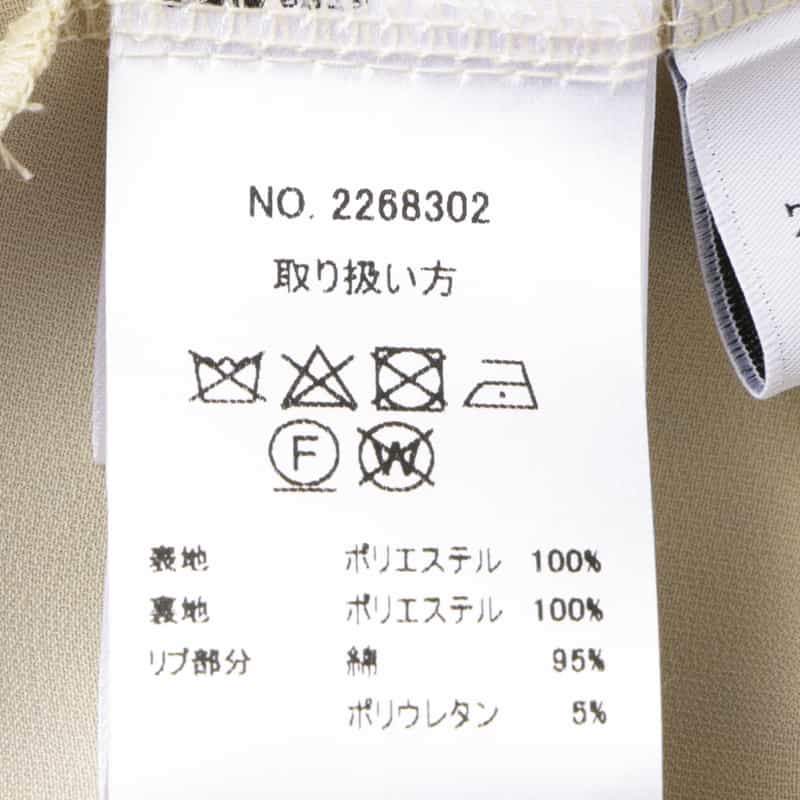 NO. 2268302
取り扱い方
F W
表地 ポリエステル 100%
裏地 ポリエステル 100%
リブ部分 綿 95%
ポリウレタン 5%